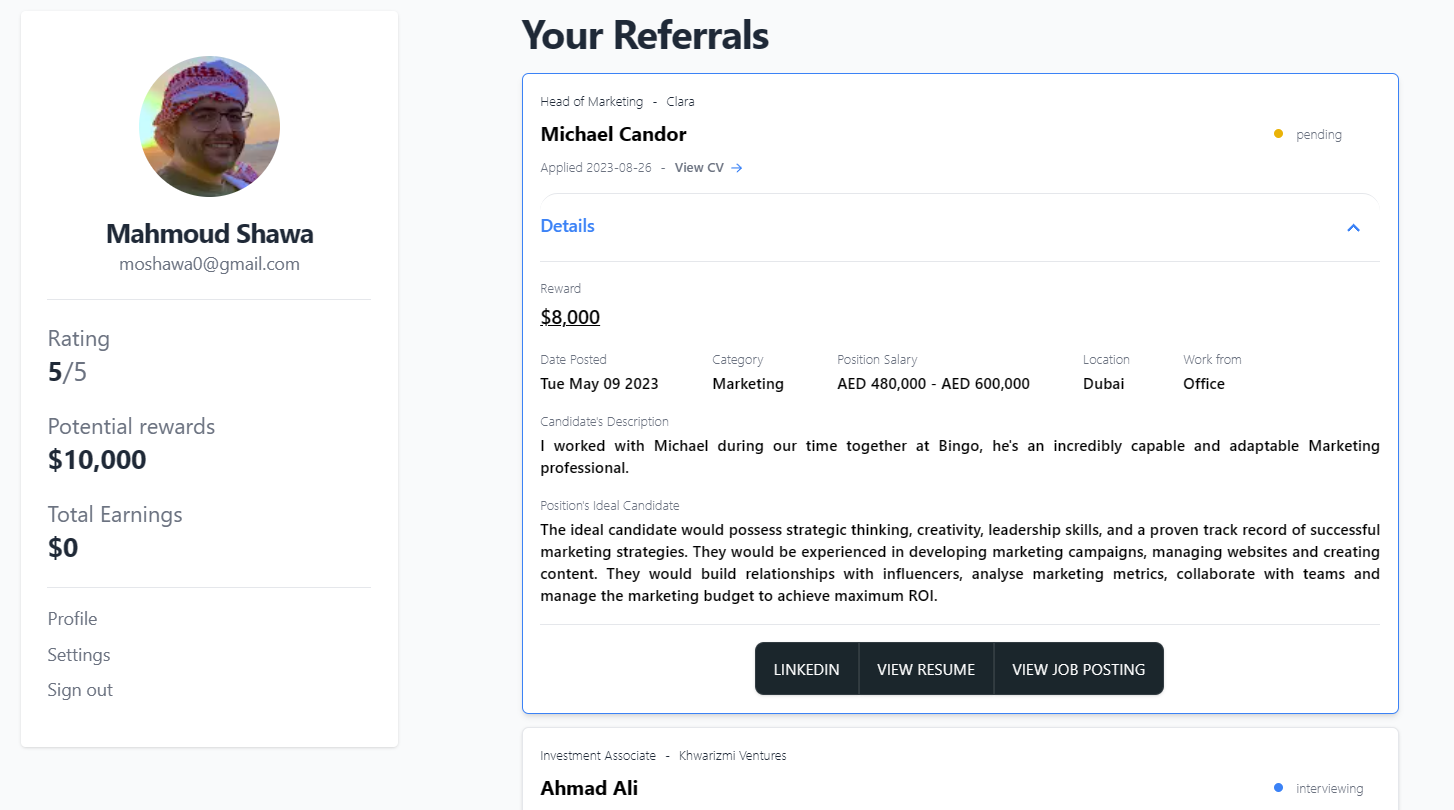 Mahmoud Shawa
moshawa0@gmail.com
Rating
5/5
Potential rewards
$10,000
Total Earnings
$0
Profile
Settings
Sign out
Your Referrals
Head of Marketing - Clara
Michael Candor
pending
Applied 2023-08-26 - View CV →
Details
Reward
$8,000
Date Posted Category Position Salary Location Work from
Tue May 09 2023 Marketing AED 480,000 - AED 600,000 Dubai Office
Candidate's Description
I worked with Michael during our time together at Bingo, he's an incredibly capable and adaptable Marketing
professional.
Position's Ideal Candidate
The ideal candidate would possess strategic thinking, creativity, leadership skills, and a proven track record of successful
marketing strategies. They would be experienced in developing marketing campaigns, managing websites and creating
content. They would build relationships with influencers, analyse marketing metrics, collaborate with teams and
manage the marketing budget to achieve maximum ROI.
LINKEDIN VIEW RESUME VIEW JOB POSTING
Investment Associate - Khwarizmi Ventures
Ahmad Ali
interviewing